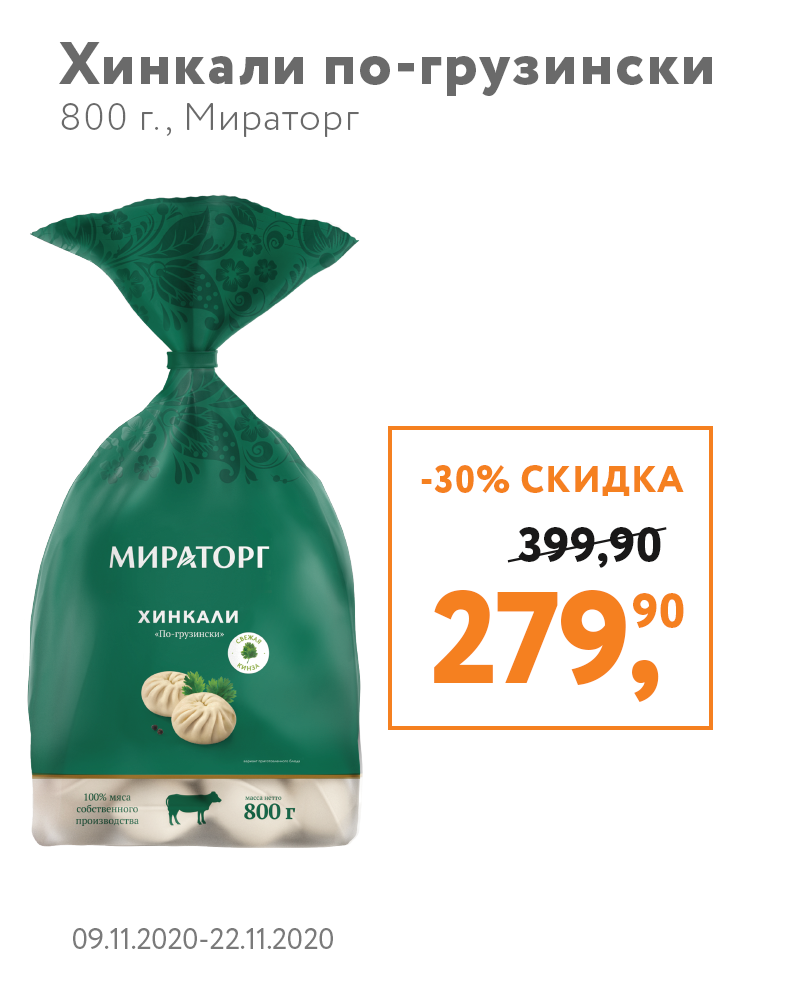 Хинкали по-грузински
800 г., Мираторг
-30% СКИДКА
399,90
279,90
МИРАТОРГ
ХИНКАЛИ
«По-грузински»
СВЕЖАЯ
КИНЗА
100% мяса
собственного
производства
масса нетто
800 г
09.11.2020-22.11.2020